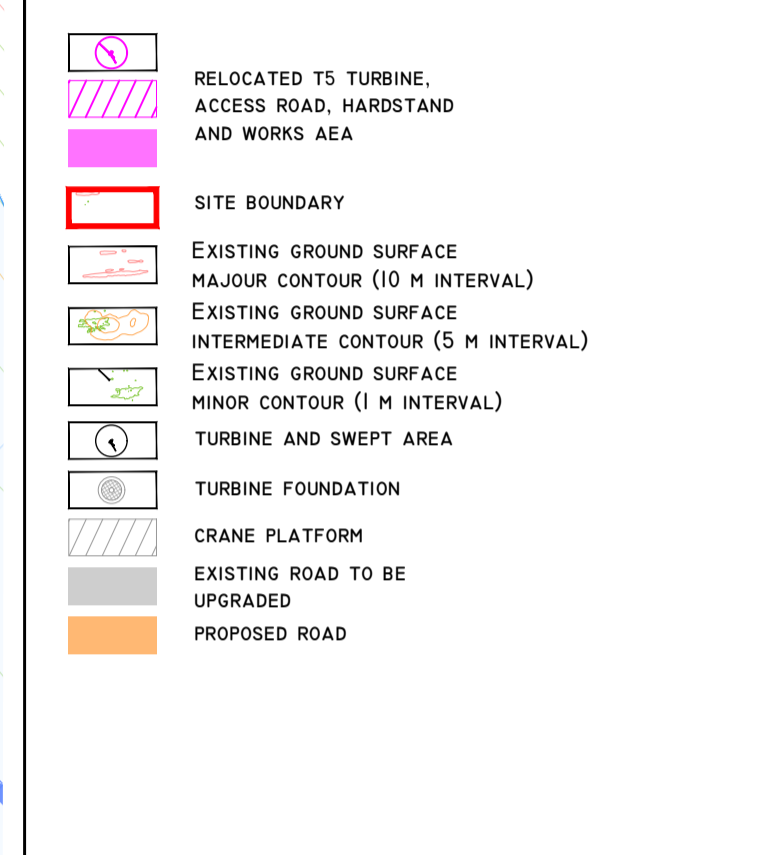 RELOCATED T5 TURBINE,
ACCESS ROAD, HARDSTAND
AND WORKS AEA
SITE BOUNDARY
EXISTING GROUND SURFACE
MAJOUR CONTOUR (10 M INTERVAL)
EXISTING GROUND SURFACE
INTERMEDIATE CONTOUR (5 M INTERVAL)
EXISTING GROUND SURFACE
MINOR CONTOUR (1 M INTERVAL)
TURBINE AND SWEPT AREA
TURBINE FOUNDATION
CRANE PLATFORM
EXISTING ROAD TO BE
UPGRADED
PROPOSED ROAD